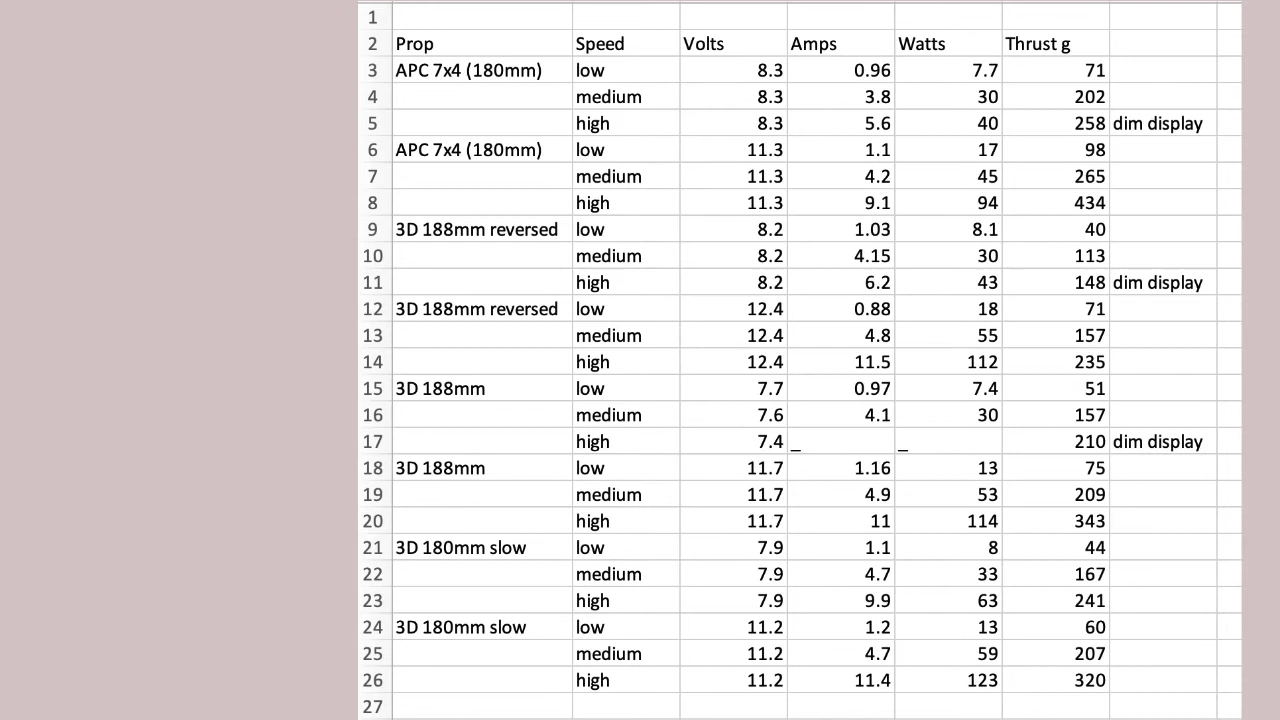 1
2 Prop Speed Volts Amps Watts Thrust g
3 APC 7x4 (180mm) low 8.3 0.96 7.7 71
4 medium 8.3 3.8 30 202
5 high 8.3 5.6 40 258 dim display
6 APC 7x4 (180mm) low 11.3 1.1 17 98
7 medium 11.3 4.2 45 265
8 high 11.3 9.1 94 434
9 3D 188mm reversed low 8.2 1.03 8.1 40
10 medium 8.2 4.15 30 113
11 high 8.2 6.2 43 148 dim display
12 3D 188mm reversed low 12.4 0.88 18 71
13 medium 12.4 4.8 55 157
14 high 12.4 11.5 112 235
15 3D 188mm low 7.7 0.97 7.4 51
16 medium 7.6 4.1 30 157
17 high 7.4 _ _ 210 dim display
18 3D 188mm low 11.7 1.16 13 75
19 medium 11.7 4.9 53 209
20 high 11.7 11 114 343
21 3D 180mm slow low 7.9 1.1 8 44
22 medium 7.9 4.7 33 167
23 high 7.9 9.9 63 241
24 3D 180mm slow low 11.2 1.2 13 60
25 medium 11.2 4.7 59 207
26 high 11.2 11.4 123 320
27